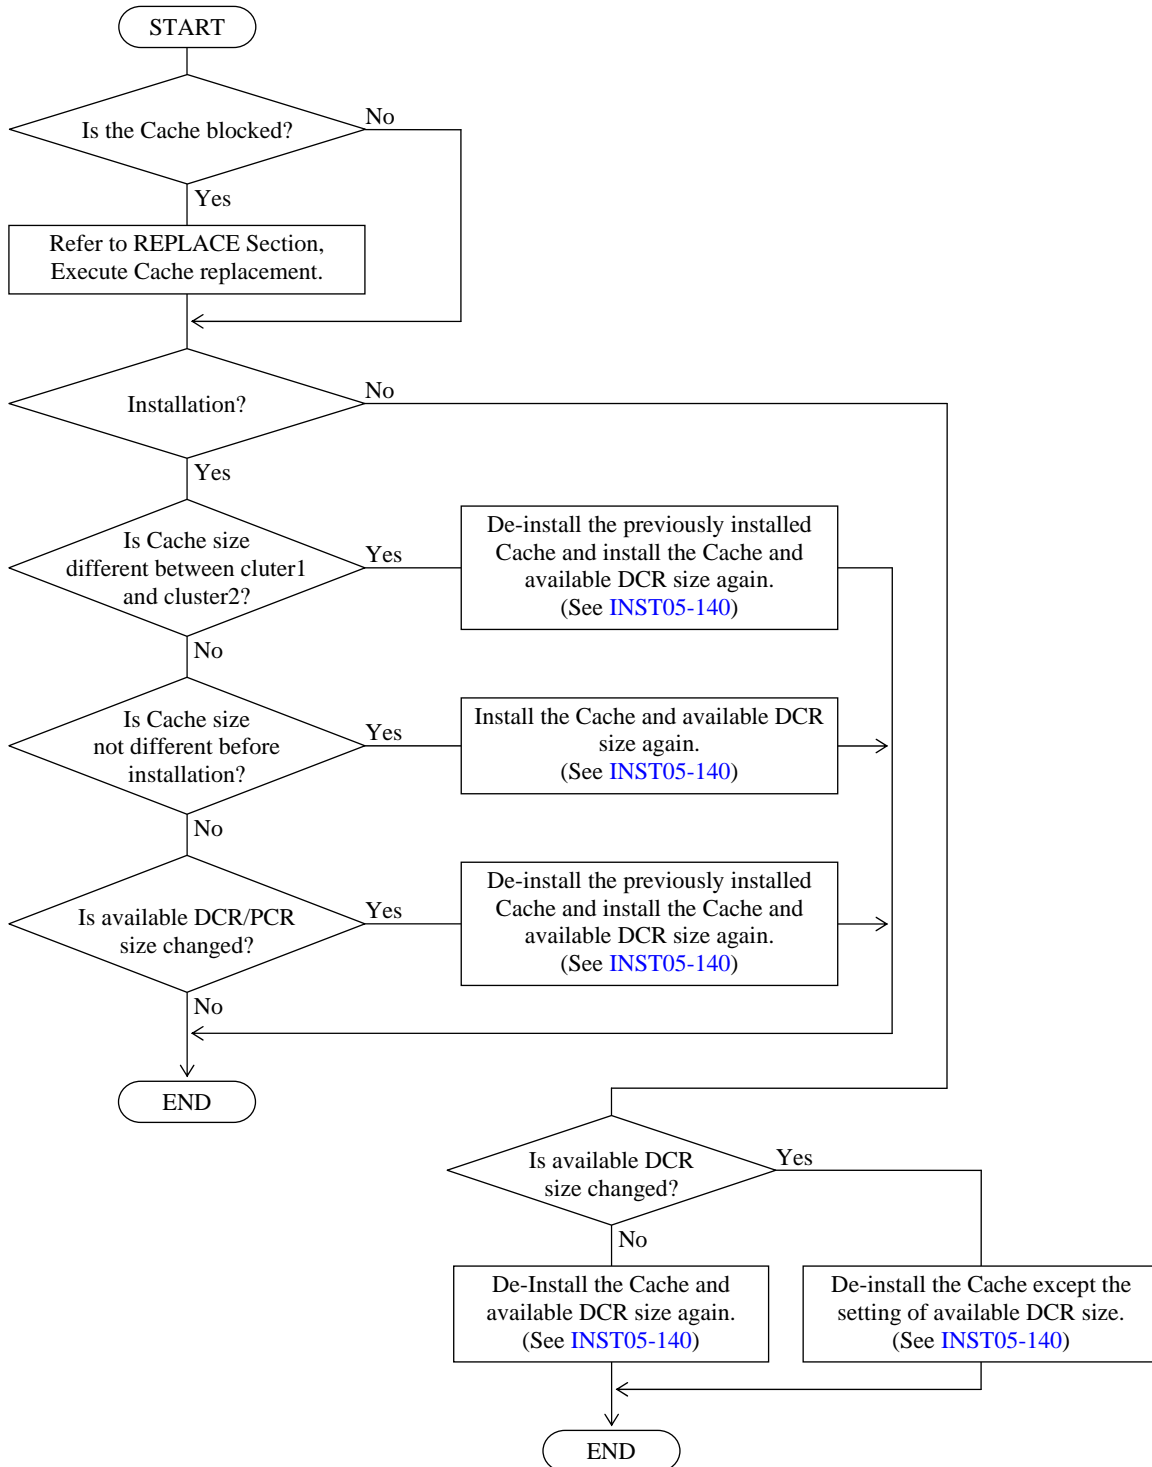 START
Is the Cache blocked?
No
Yes
Refer to REPLACE Section,
Execute Cache replacement.
Installation?
No
Yes
Is Cache size
different between cluter1
and cluster2?
Yes
De-install the previously installed
Cache and install the Cache and
available DCR size again.
(See INST05-140)
No
Is Cache size
not different before
installation?
Yes
Install the Cache and available DCR
size again.
(See INST05-140)
No
Is available DCR/PCR
size changed?
Yes
De-install the previously installed
Cache and install the Cache and
available DCR size again.
(See INST05-140)
No
END
Is available DCR
size changed?
Yes
No
De-Install the Cache and
available DCR size again.
(See INST05-140)
De-install the Cache except the
setting of available DCR size.
(See INST05-140)
END